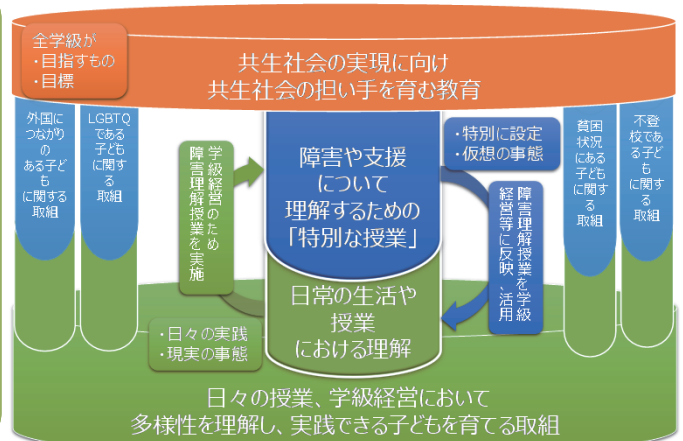 全学級が
・目指すもの
・目標
共生社会の実現に向け
共生社会の担い手を育む教育
外国に
つながり
の
ある子ど
も
に関する
取組
LGBTQ
である
子ども
に関す
る
取組
学級経営のため
障害理解授業を実施
障害や支援
について
理解するための
「特別な授業」
・特別に設定
・仮想の事態
障害理解授業を学級
経営等に反映、活用
貧困
状況に
ある子
どもに
関する
取組
不登
校であ
る子ど
もに関
する
取組
日常の生活や
授業
における理解
・日々の実践
・現実の事態
日々の授業、学級経営において
多様性を理解し、実践できる子どもを育てる取組